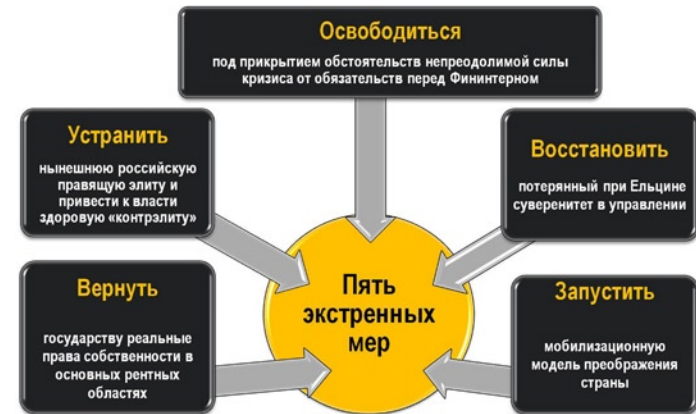 Освободиться
под прикрытием обстоятельств непреодолимой силы
кризиса от обязательств перед Фининтерном
Устранить
нынешнюю российскую
правящую элиту и
привести к власти
здоровую «контрэлиту»
Восстановить
потерянный при Ельцине
суверенитет в управлении
Вернуть
государству реальные
права собственности в
основных рентных
областях
Пять
экстренных
мер
Запустить
мобилизационную
модель преображения
страны